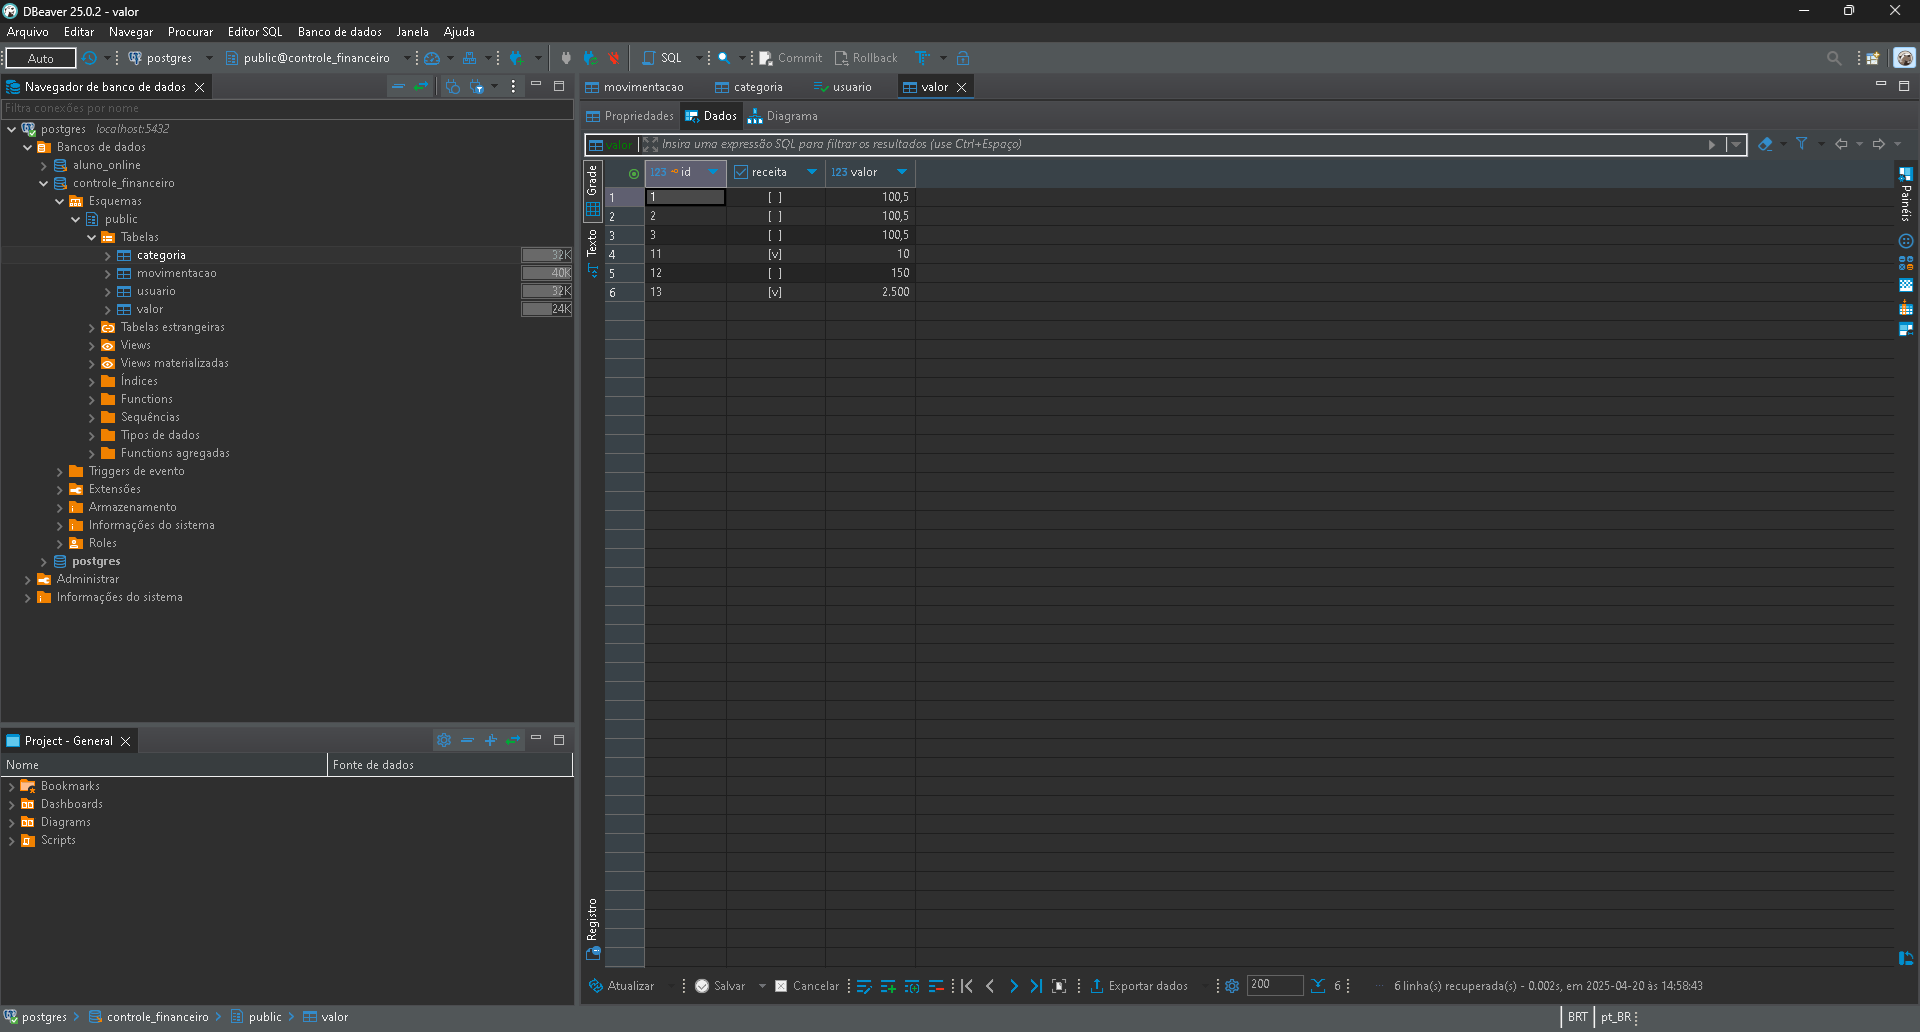 DBeaver 25.0.2 - valor
Arquivo Editar Navegar Procurar Editor SQL Banco de dados Janela Ajuda
Auto postgres public@controle_financeiro SQL Commit Rollback
Navegador de banco de dados
Filtra conexões por nome
postgres localhost:5432
Bancos de dados
aluno_online
controle_financeiro
Esquemas
public
Tabelas
categoria 32K
movimentacao 40K
usuario 32K
valor 24K
Tabelas estrangeiras
Views
Views materializadas
Índices
Functions
Sequências
Tipos de dados
Functions agregadas
Triggers de evento
Extensões
Armazenamento
Informações do sistema
Roles
postgres
Administrar
Informações do sistema
Project - General
Nome Fonte de dados
Bookmarks
Dashboards
Diagrams
Scripts
movimentacao categoria usuario valor
Propriedades Dados Diagrama
valor Insira uma expressão SQL para filtrar os resultados (use Ctrl+Espaço)
Grade
Texto
Registro
123 id receita 123 valor
1 1 [ ] 100,5
2 2 [ ] 100,5
3 3 [ ] 100,5
4 11 [v] 10
5 12 [ ] 150
6 13 [v] 2.500
Painéis
Atualizar Salvar Cancelar Exportar dados 200 6 6 linha(s) recuperada(s) - 0.002s, em 2025-04-20 às 14:58:43
postgres controle_financeiro public valor BRT pt_BR